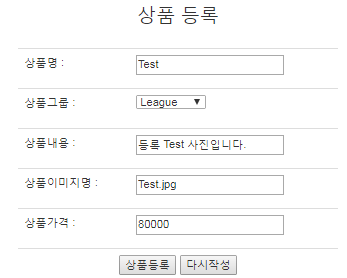 상품 등록
상품명 : Test
상품그룹 : League ▼
상품내용 : 등록 Test 사진입니다.
상품이미지명 : Test.jpg
상품가격 : 80000
상품등록 다시작성